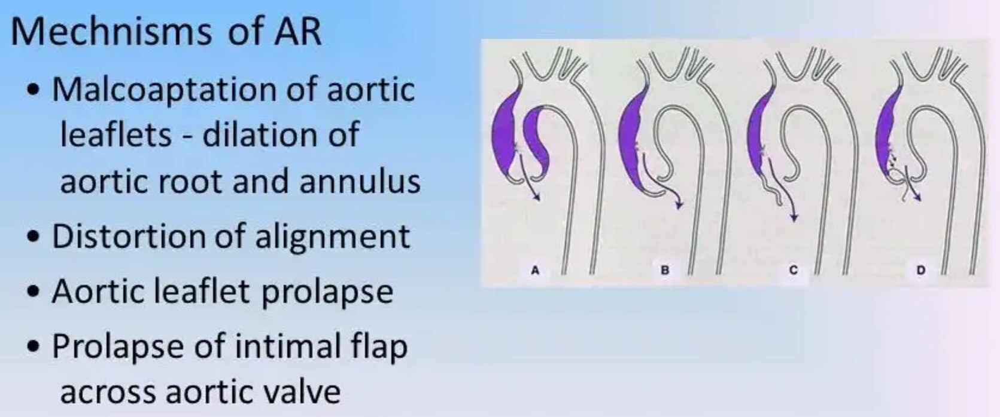 Mechnisms of AR
• Malcoaptation of aortic
leaflets - dilation of
aortic root and annulus
• Distortion of alignment
• Aortic leaflet prolapse
• Prolapse of intimal flap
across aortic valve
A B C D